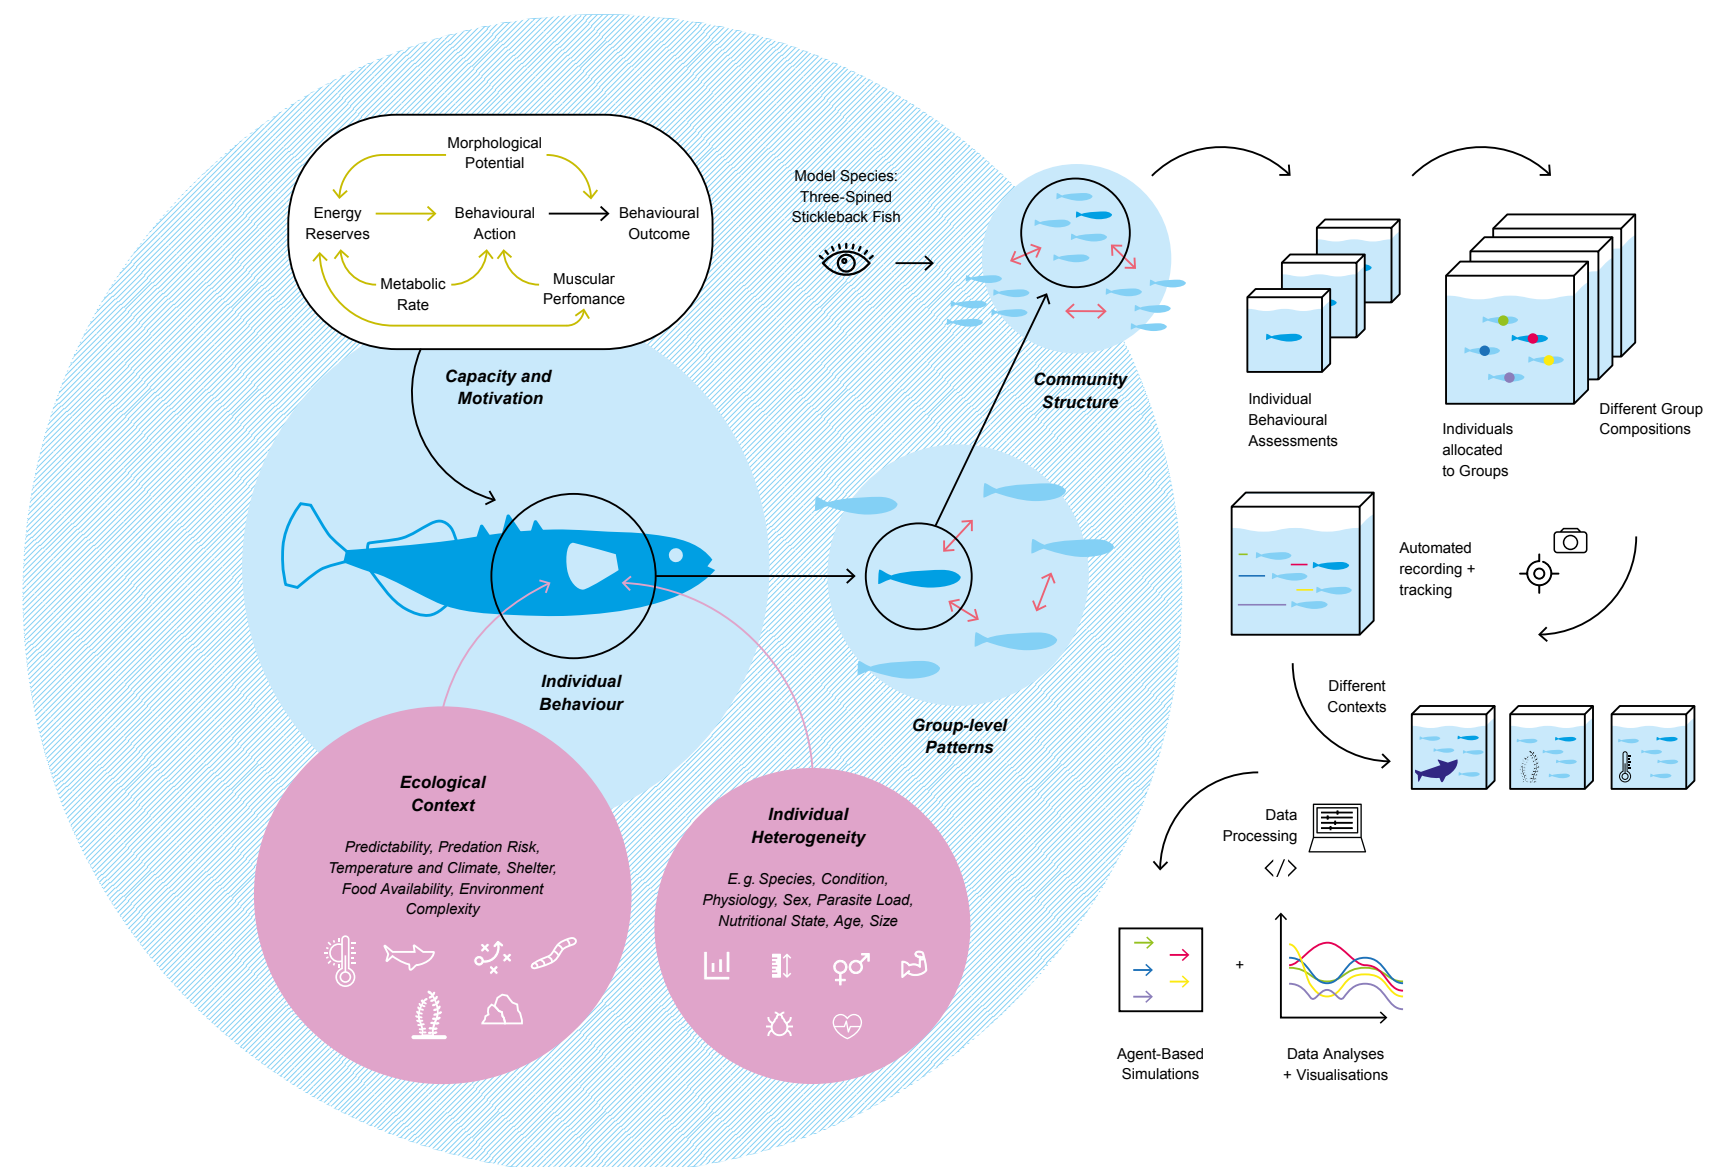 Morphological
Potential
Energy
Reserves
Behavioural
Action
Behavioural
Outcome
Metabolic
Rate
Muscular
Perfomance
Capacity and
Motivation
Individual
Behaviour
Ecological
Context
Predictability, Predation Risk,
Temperature and Climate, Shelter,
Food Availability, Environment
Complexity
Individual
Heterogeneity
E. g. Species, Condition,
Physiology, Sex, Parasite Load,
Nutritional State, Age, Size
Group-level
Patterns
Model Species:
Three-Spined
Stickleback Fish
Community
Structure
Individual
Behavioural
Assessments
Individuals
allocated
to Groups
Different Group
Compositions
Automated
recording +
tracking
Different
Contexts
Data
Processing
</>
+
Agent-Based
Simulations
Data Analyses
+ Visualisations